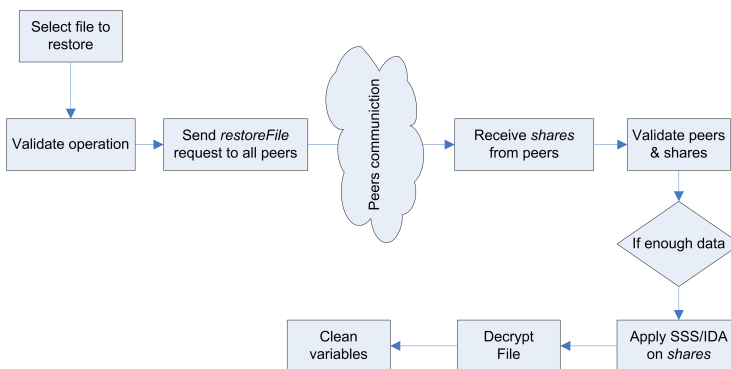 Select file to
restore
Validate operation
Send restoreFile
request to all peers
Peers communiction
Receive shares
from peers
Validate peers
& shares
If enough data
Apply SSS/IDA
on shares
Decrypt
File
Clean
variables